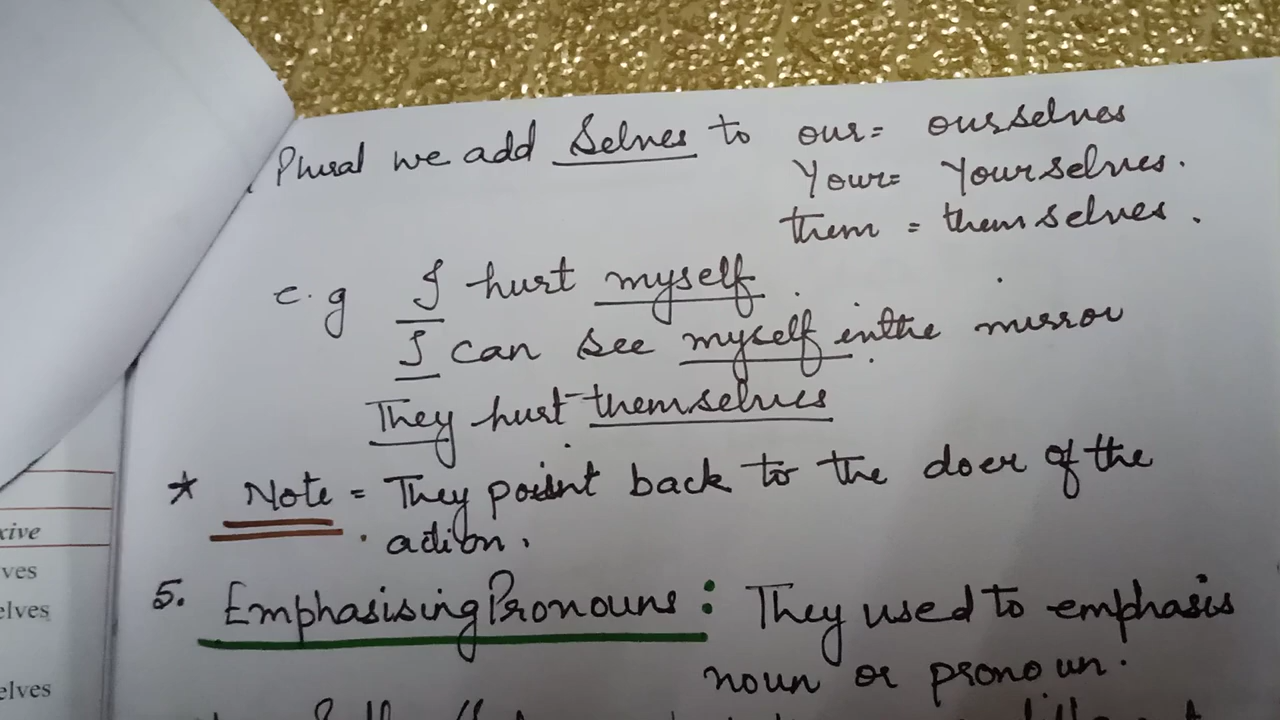 Plural we add Selves to our= ourselves
Your= Yourselves.
them = themselves.
e.g I hurt myself.
I can see myself in the mirror
They hurt themselves
* Note = They point back to the doer of the
action.
5. Emphasising Pronouns : They used to emphasis
noun or pronoun.
xive
ves
elves
elves